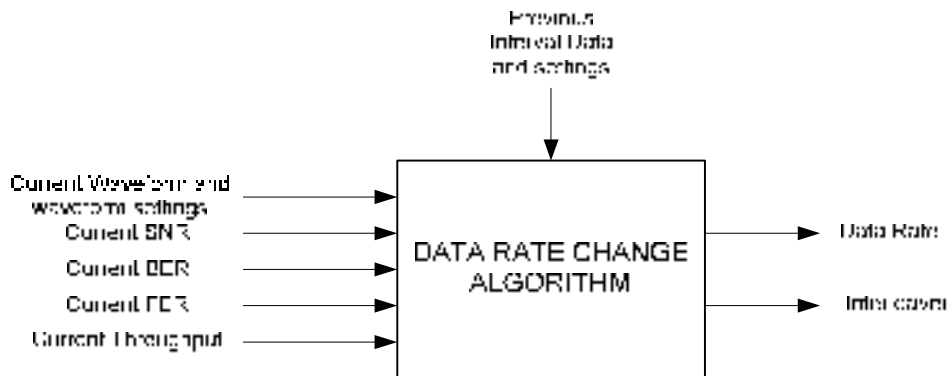 Previous
Interval Data
and settings
Current Waveform and
waveform settings
Current SNR
Current BER
Current FER
Current Throughput
DATA RATE CHANGE
ALGORITHM
Data Rate
Interleaver